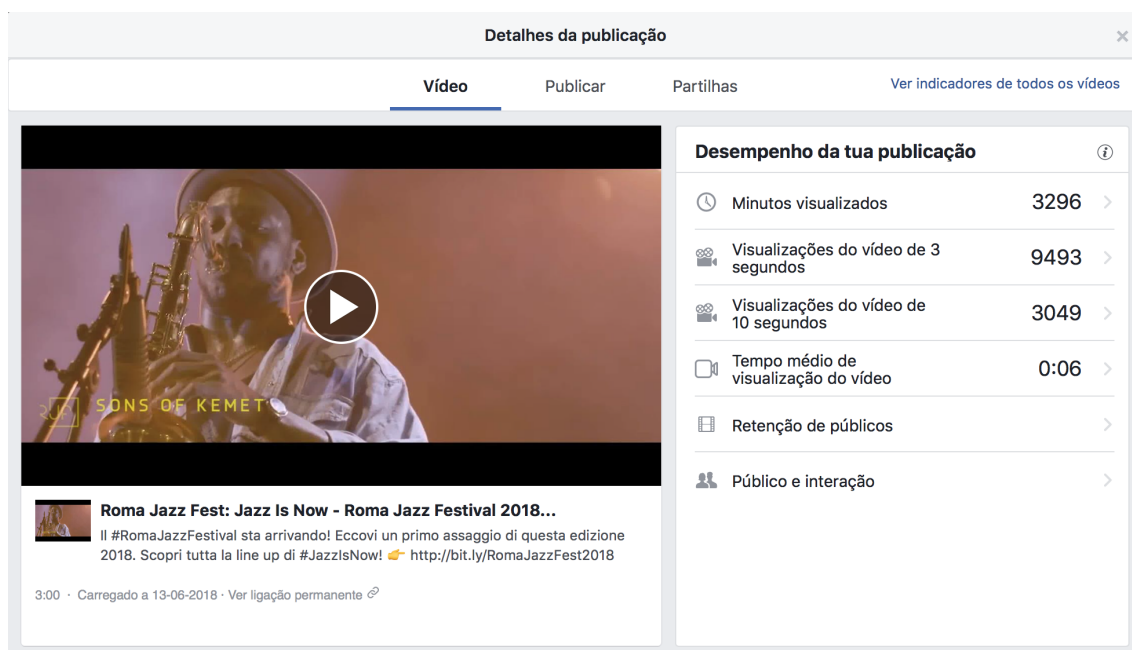 Detalhes da publicação
Vídeo
Publicar
Partilhas
Ver indicadores de todos os vídeos
SONS OF KEMET
Roma Jazz Fest: Jazz Is Now - Roma Jazz Festival 2018...
Il #RomaJazzFestival sta arrivando! Eccovi un primo assaggio di questa edizione
2018. Scopri tutta la line up di #JazzIsNow! 👉 http://bit.ly/RomaJazzFest2018
3:00 · Carregado a 13-06-2018 · Ver ligação permanente
Desempenho da tua publicação
Minutos visualizados 3296
Visualizações do vídeo de 3
segundos 9493
Visualizações do vídeo de
10 segundos 3049
Tempo médio de
visualização do vídeo 0:06
Retenção de públicos
Público e interação